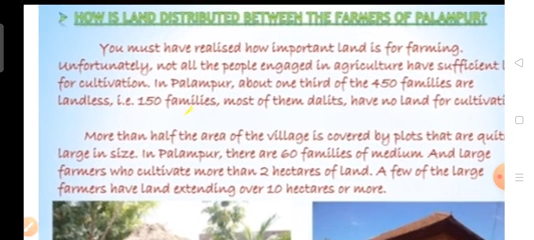 HOW IS LAND DISTRIBUTED BETWEEN THE FARMERS OF PALAMPUR?
You must have realised how important land is for farming.
Unfortunately, not all the people engaged in agriculture have sufficient
for cultivation. In Palampur, about one third of the 450 families are
landless, i.e. 150 families, most of them dalits, have no land for cultivati
More than half the area of the village is covered by plots that are quit
large in size. In Palampur, there are 60 families of medium And large
farmers who cultivate more than 2 hectares of land. A few of the large
farmers have land extending over 10 hectares or more.